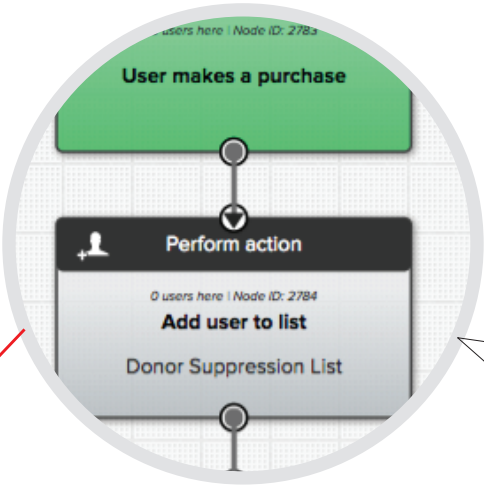 users here | Node ID: 2783
User makes a purchase
Perform action
0 users here | Node ID: 2784
Add user to list
Donor Suppression List